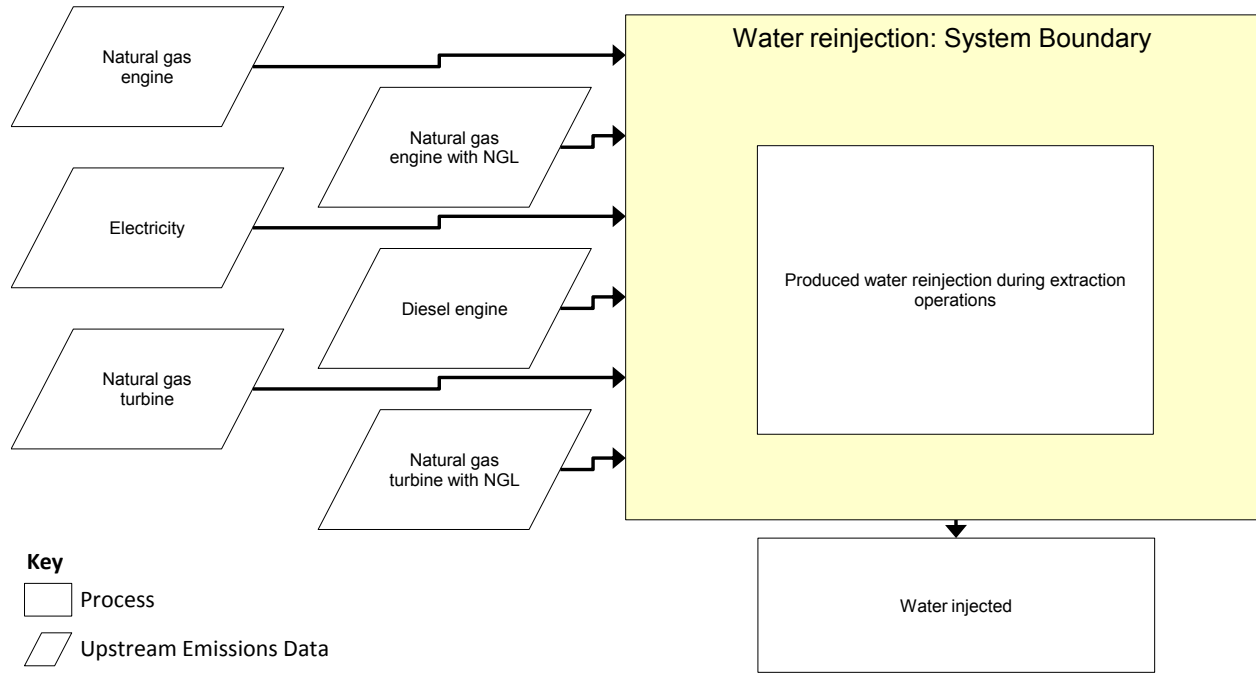 Natural gas
engine
Water reinjection: System Boundary
Natural gas
engine with NGL
Electricity
Produced water reinjection during extraction
operations
Diesel engine
Natural gas
turbine
Natural gas
turbine with NGL
Key
Process
Upstream Emissions Data
Water injected